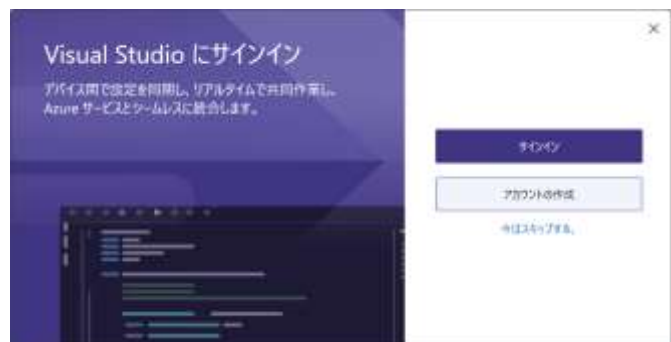 Visual Studio にサインイン
デバイス間で設定を同期し、リアルタイムで共同作業し、
Azure サービスとシームレスに統合します。
サインイン
アカウントの作成
今はスキップする。